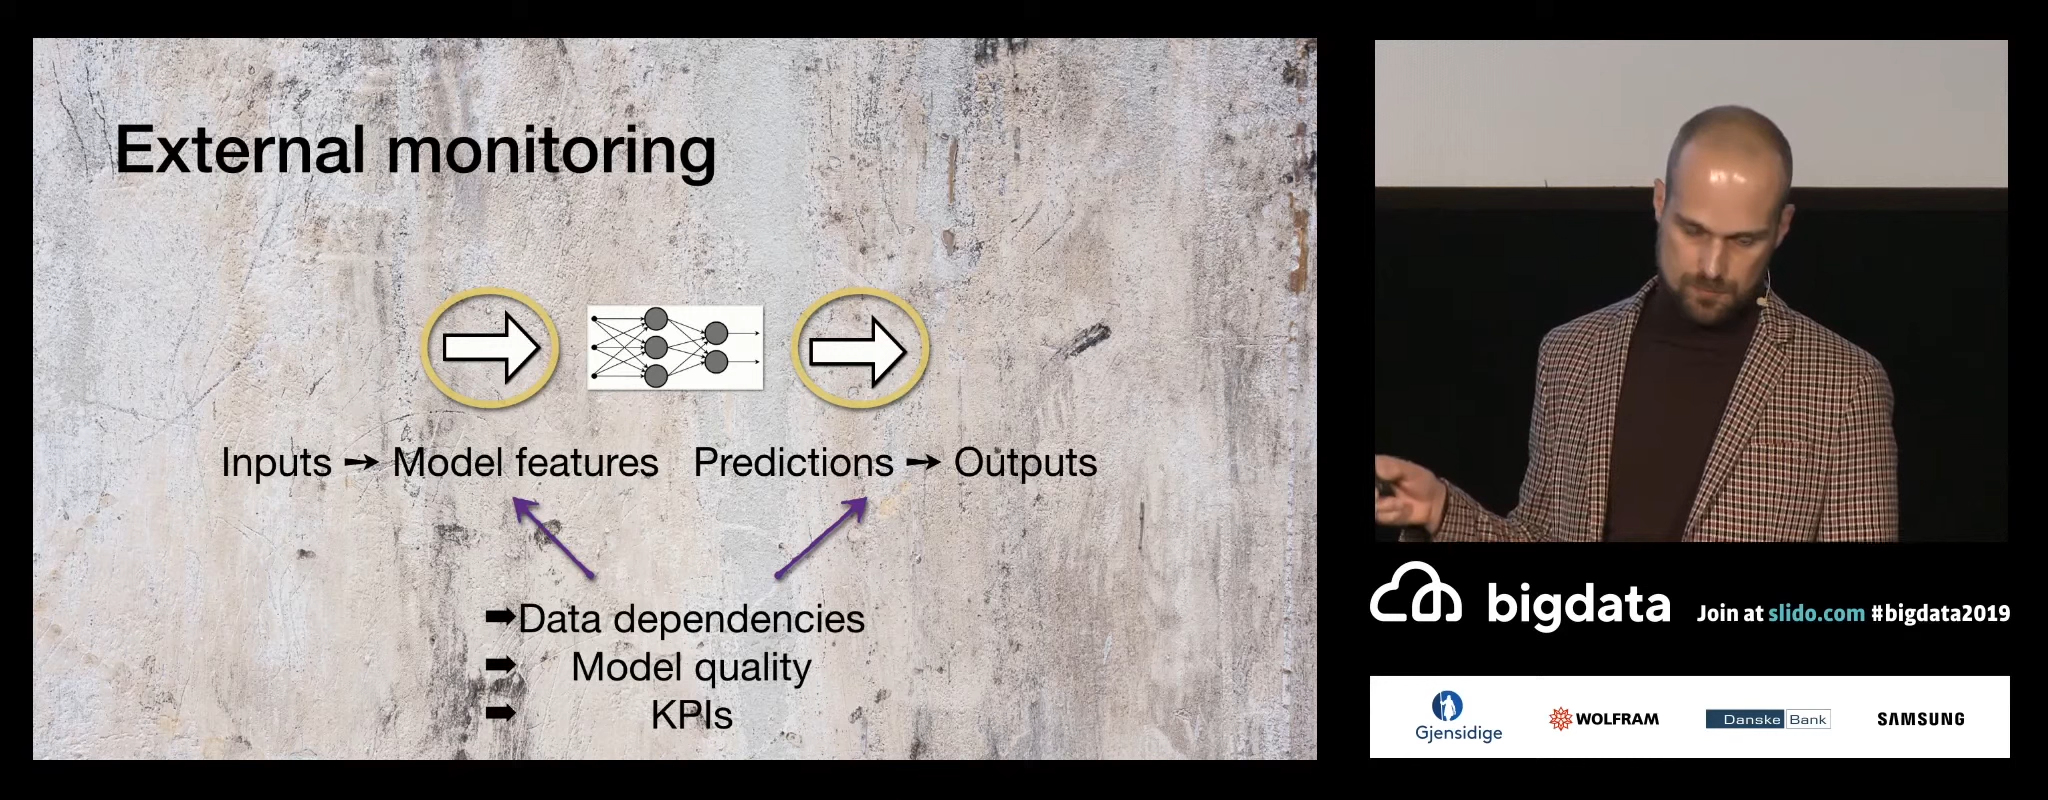 External monitoring
Inputs ➞ Model features Predictions ➞ Outputs
➡Data dependencies
➡ Model quality
➡ KPIs
bigdata Join at slido.com #bigdata2019
Gjensidige WOLFRAM Danske Bank SAMSUNG